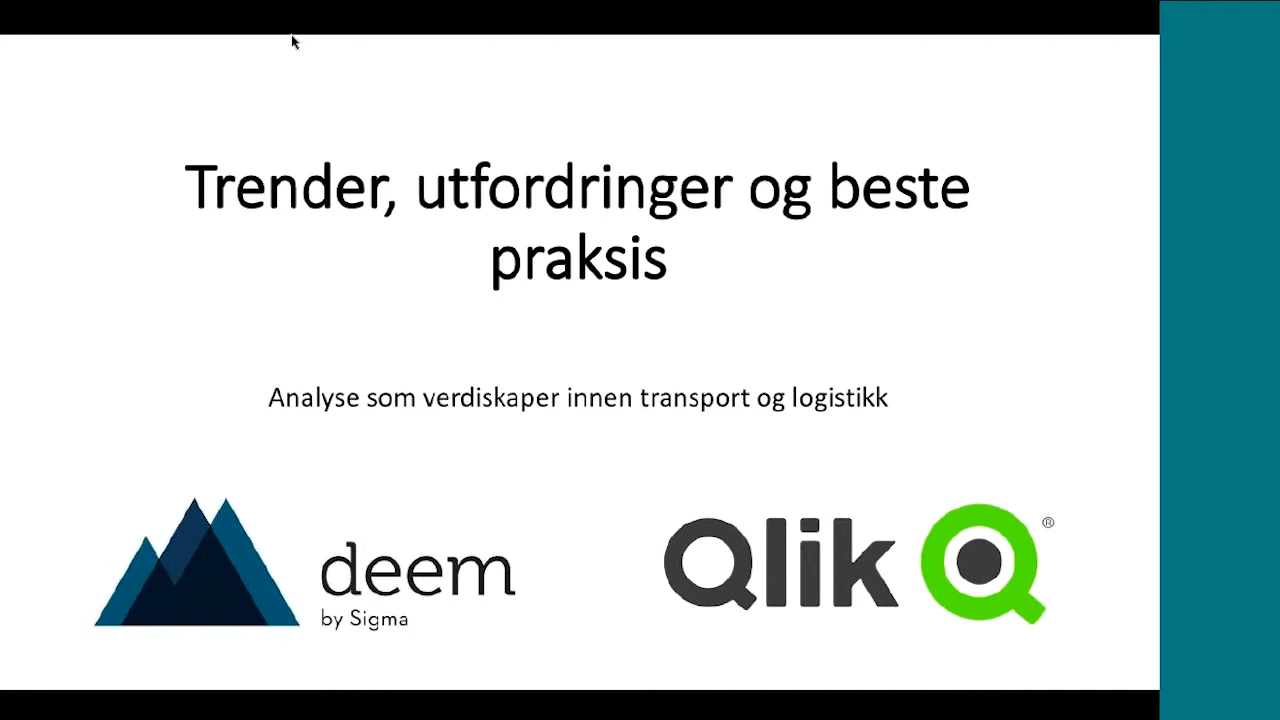 Trender, utfordringer og beste
praksis
Analyse som verdiskaper innen transport og logistikk
deem
by Sigma
Qlik Q®